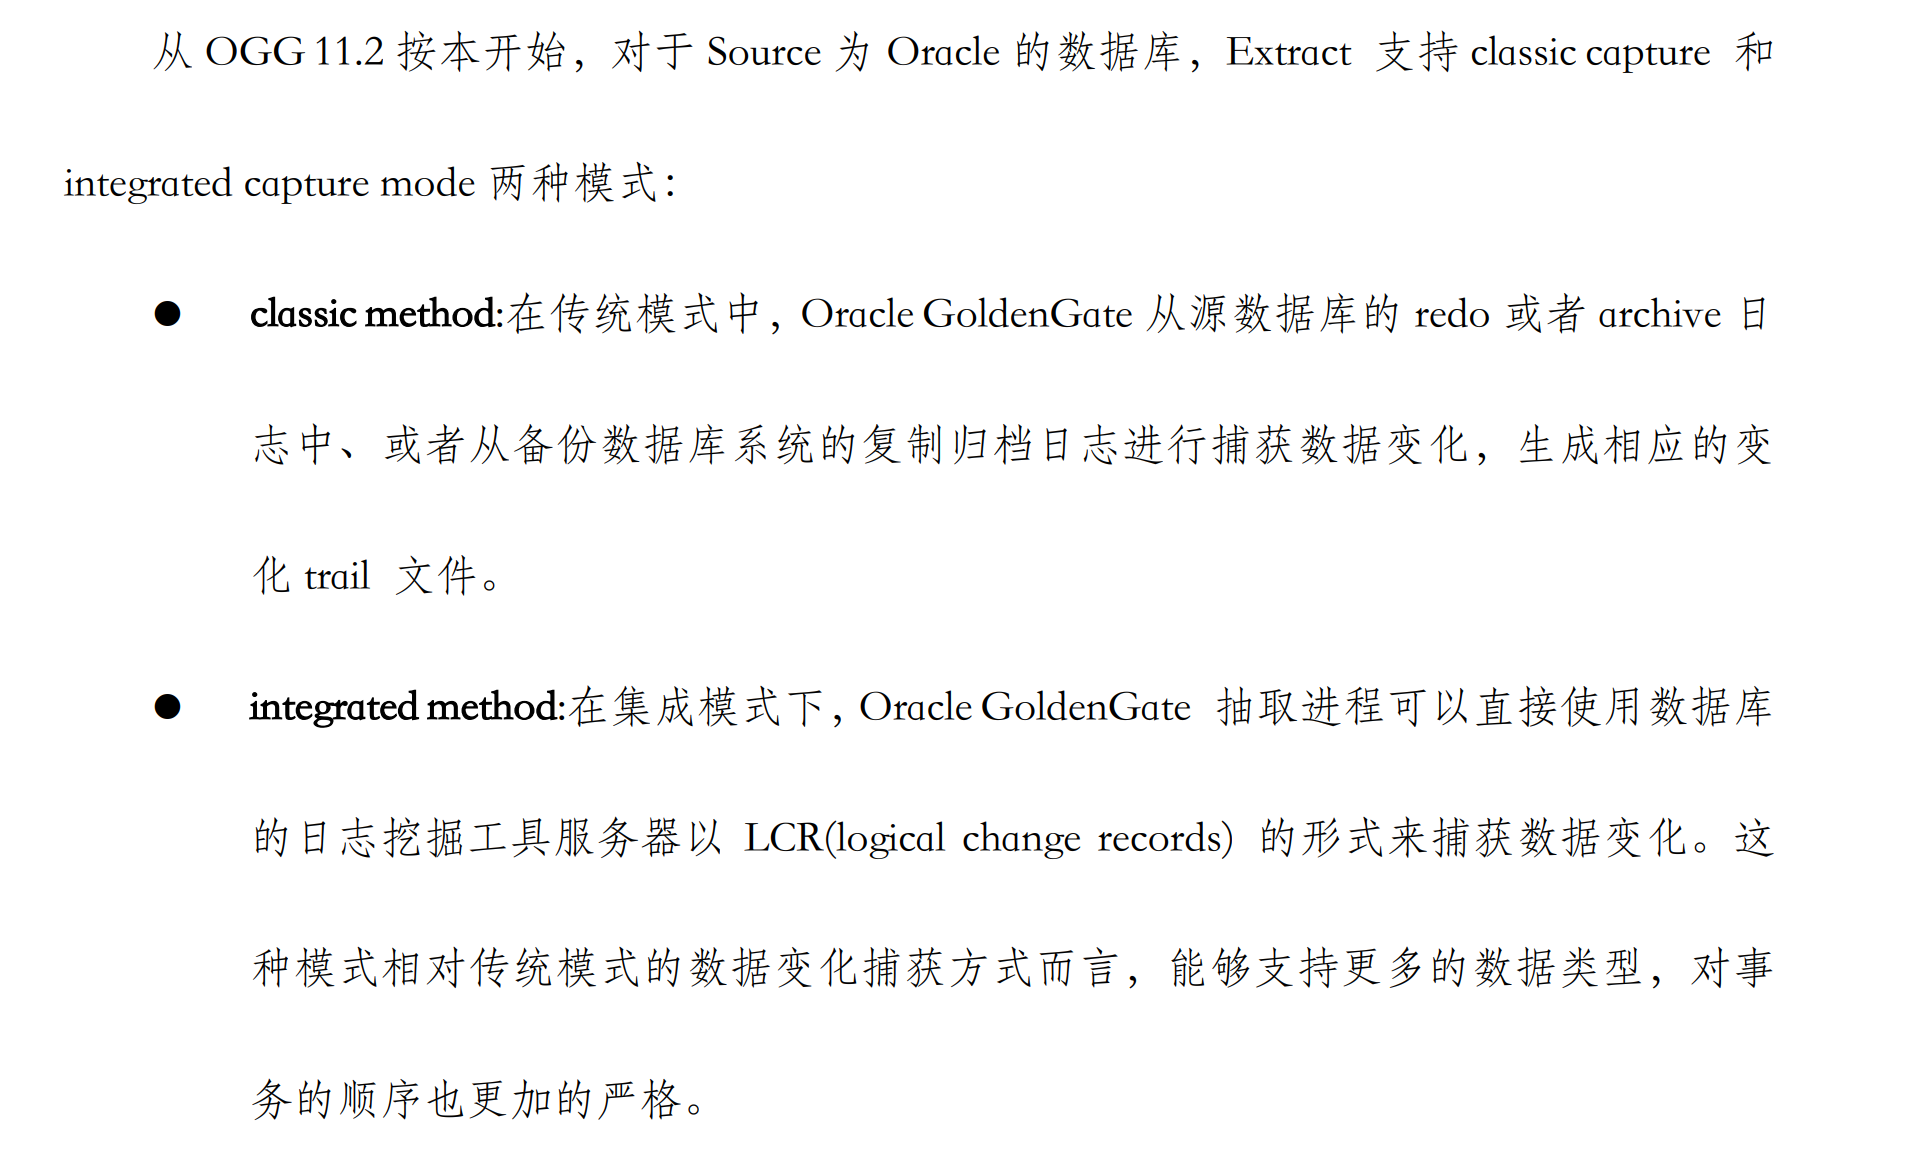 从 OGG 11.2 按本开始，对于 Source 为 Oracle 的数据库，Extract 支持 classic capture 和
integrated capture mode 两种模式：
● classic method:在传统模式中，Oracle GoldenGate 从源数据库的 redo 或者 archive 日
志中、或者从备份数据库系统的复制归档日志进行捕获数据变化，生成相应的变
化 trail 文件。
● integrated method:在集成模式下，Oracle GoldenGate 抽取进程可以直接使用数据库
的日志挖掘工具服务器以 LCR(logical change records) 的形式来捕获数据变化。这
种模式相对传统模式的数据变化捕获方式而言，能够支持更多的数据类型，对事
务的顺序也更加的严格。